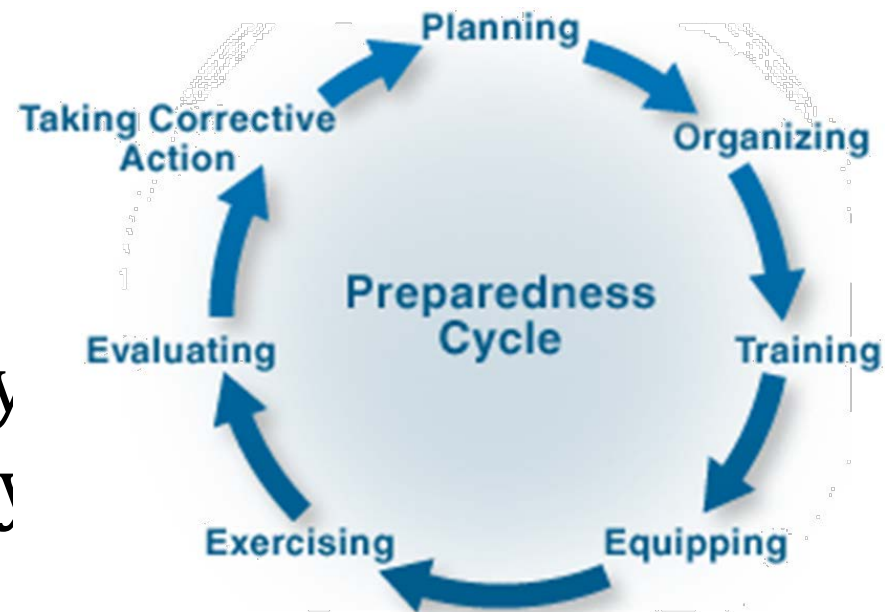 Planning
Organizing
Training
Equipping
Exercising
Evaluating
Taking Corrective
Action
Preparedness
Cycle
y
y